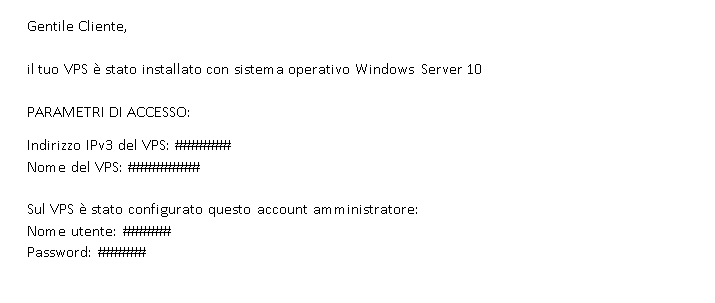 Gentile Cliente,
il tuo VPS è stato installato con sistema operativo Windows Server 10
PARAMETRI DI ACCESSO:
Indirizzo IPv3 del VPS: #######
Nome del VPS: #########
Sul VPS è stato configurato questo account amministratore:
Nome utente: ######
Password: ######